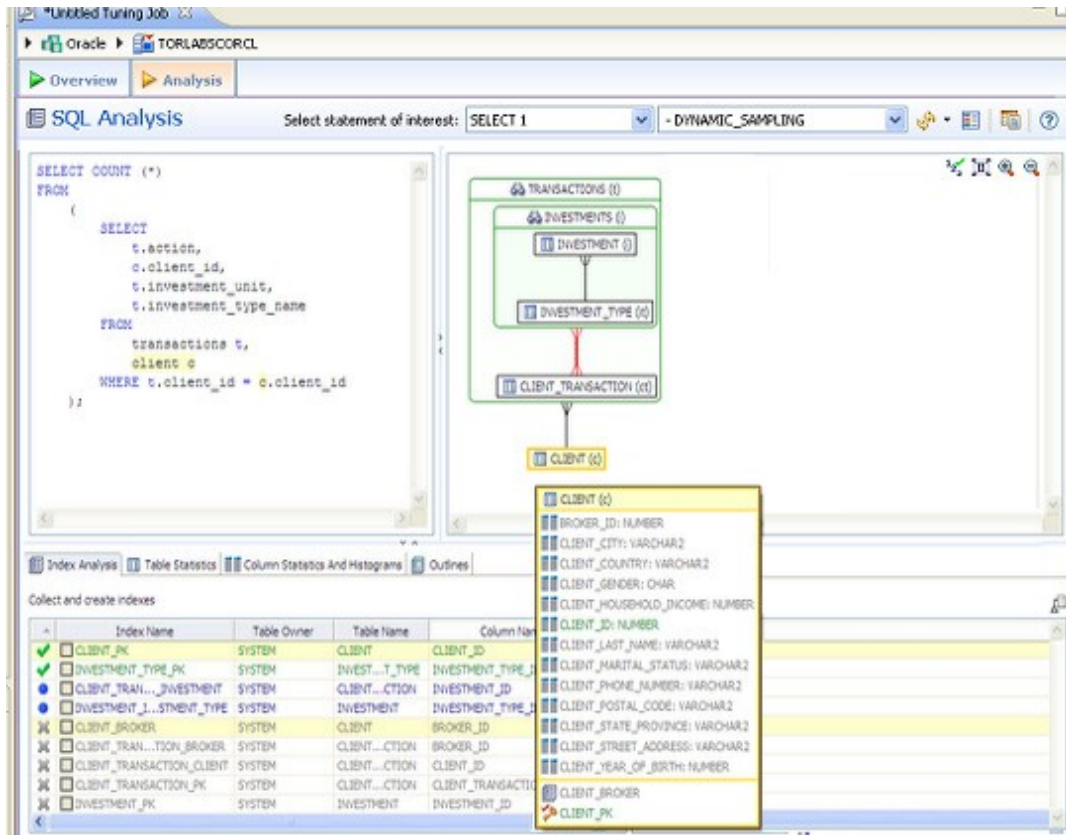 *Untitled Tuning Job
Oracle TORLABSCORCL
Overview Analysis
SQL Analysis Select statement of interest: SELECT 1 - DYNAMIC_SAMPLING
SELECT COUNT (*)
FROM
(
SELECT
t.action,
c.client_id,
t.investment_unit,
t.investment_type_name
FROM
transactions t,
client c
WHERE t.client_id = c.client_id
);
TRANSACTIONS (t)
INVESTMENTS (i)
INVESTMENT (i)
INVESTMENT_TYPE (it)
CLIENT_TRANSACTION (ct)
CLIENT (c)
CLIENT (c)
BROKER_ID: NUMBER
CLIENT_CITY: VARCHAR2
CLIENT_COUNTRY: VARCHAR2
CLIENT_GENDER: CHAR
CLIENT_HOUSEHOLD_INCOME: NUMBER
CLIENT_ID: NUMBER
CLIENT_LAST_NAME: VARCHAR2
CLIENT_MARITAL_STATUS: VARCHAR2
CLIENT_PHONE_NUMBER: VARCHAR2
CLIENT_POSTAL_CODE: VARCHAR2
CLIENT_STATE_PROVINCE: VARCHAR2
CLIENT_STREET_ADDRESS: VARCHAR2
CLIENT_YEAR_OF_BIRTH: NUMBER
CLIENT_BROKER
CLIENT_PK
Index Analysis Table Statistics Column Statistics And Histograms Outlines
Collect and create indexes
Index Name Table Owner Table Name Column Nam
CLIENT_PK SYSTEM CLIENT CLIENT_ID
INVESTMENT_TYPE_PK SYSTEM INVEST...T_TYPE INVESTMENT_TYPE_I
CLIENT_TRAN..._INVESTMENT SYSTEM CLIENT...CTION INVESTMENT_ID
INVESTMENT_I...STMENT_TYPE SYSTEM INVESTMENT INVESTMENT_TYPE_I
CLIENT_BROKER SYSTEM CLIENT BROKER_ID
CLIENT_TRAN...TION_BROKER SYSTEM CLIENT...CTION BROKER_ID
CLIENT_TRANSACTION_CLIENT SYSTEM CLIENT...CTION CLIENT_ID
CLIENT_TRANSACTION_PK SYSTEM CLIENT...CTION CLIENT_TRANSACTIO
INVESTMENT_PK SYSTEM INVESTMENT INVESTMENT_ID